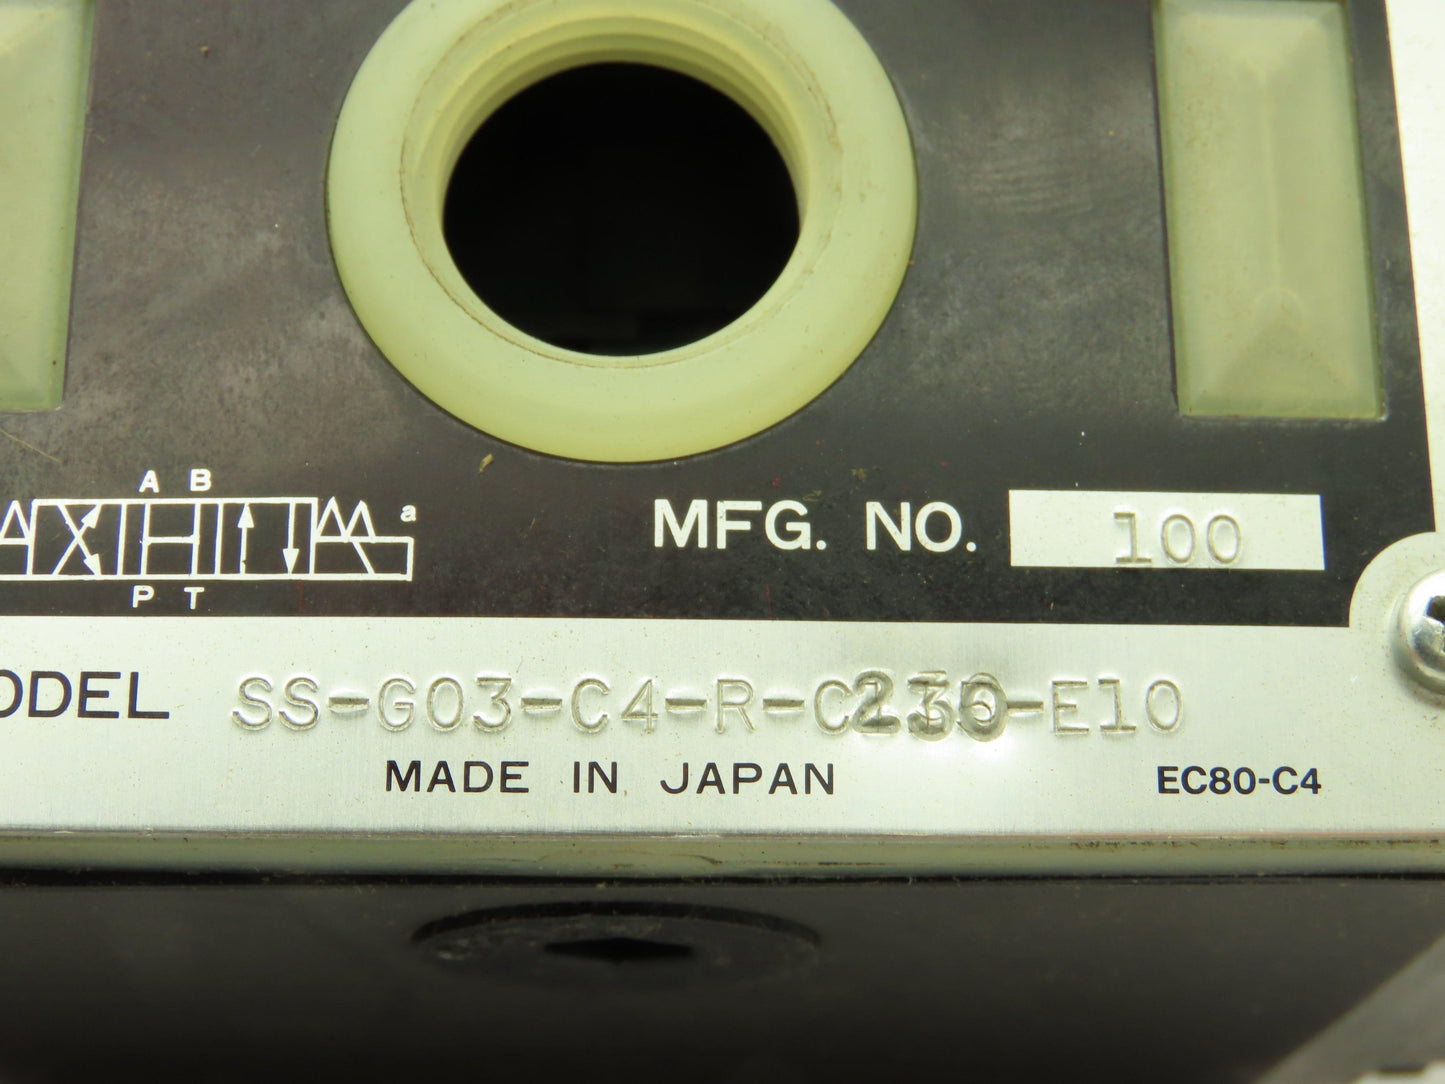 A B
a
P T
MFG. NO. 100
ODEL SS-G03-C4-R-C230-E10
MADE IN JAPAN
EC80-C4